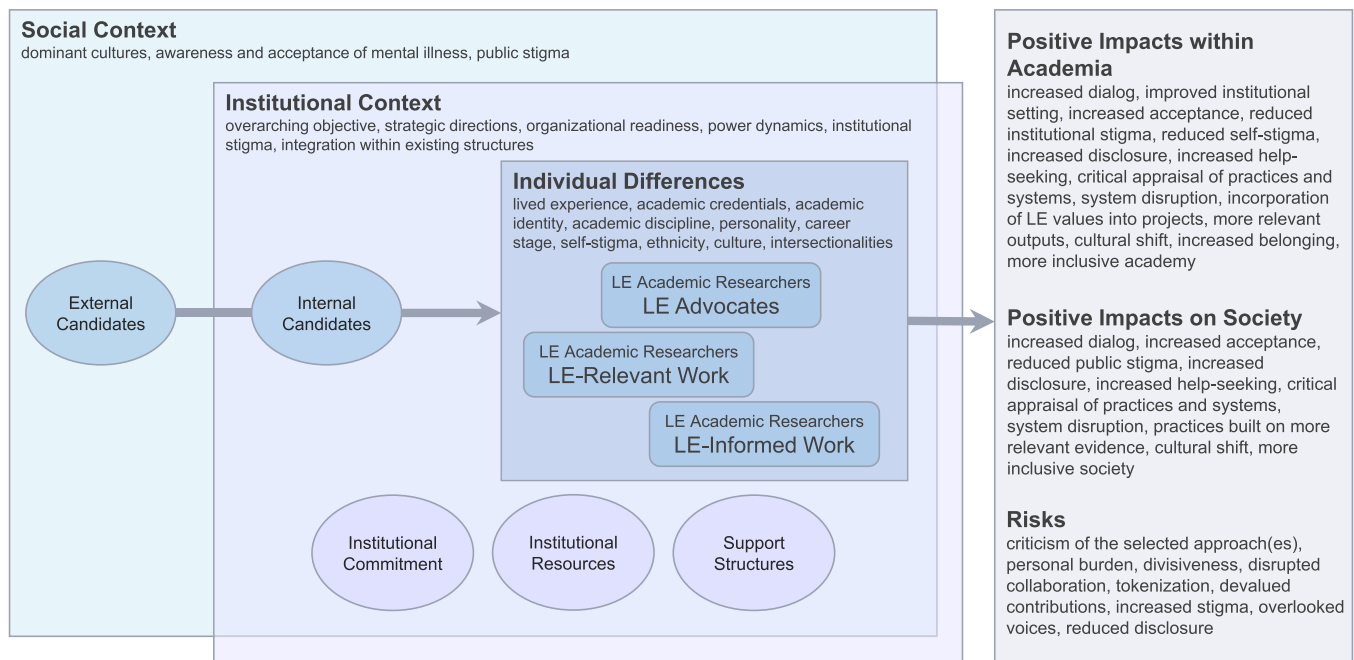 Social Context
dominant cultures, awareness and acceptance of mental illness, public stigma
Institutional Context
overarching objective, strategic directions, organizational readiness, power dynamics, institutional
stigma, integration within existing structures
Individual Differences
lived experience, academic credentials, academic
identity, academic discipline, personality, career
stage, self-stigma, ethnicity, culture, intersectionalities
External
Candidates
Internal
Candidates
LE Academic Researchers
LE Advocates
LE Academic Researchers
LE-Relevant Work
LE Academic Researchers
LE-Informed Work
Institutional
Commitment
Institutional
Resources
Support
Structures
Positive Impacts within
Academia
increased dialog, improved institutional
setting, increased acceptance, reduced
institutional stigma, reduced self-stigma,
increased disclosure, increased help-
seeking, critical appraisal of practices and
systems, system disruption, incorporation
of LE values into projects, more relevant
outputs, cultural shift, increased belonging,
more inclusive academy
Positive Impacts on Society
increased dialog, increased acceptance,
reduced public stigma, increased
disclosure, increased help-seeking, critical
appraisal of practices and systems,
system disruption, practices built on more
relevant evidence, cultural shift, more
inclusive society
Risks
criticism of the selected approach(es),
personal burden, divisiveness, disrupted
collaboration, tokenization, devalued
contributions, increased stigma, overlooked
voices, reduced disclosure